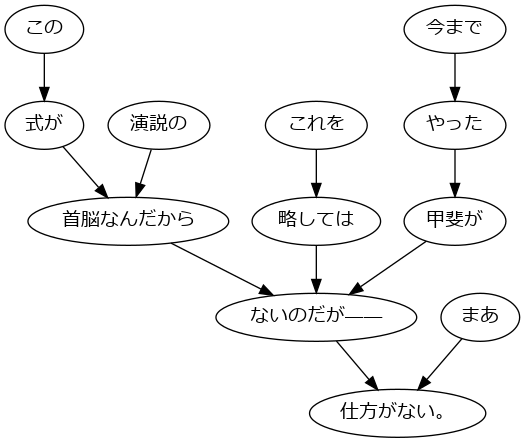 この
今まで
式が
演説の
これを
やった
首脳なんだから
略しては
甲斐が
ないのだが――
まあ
仕方がない。